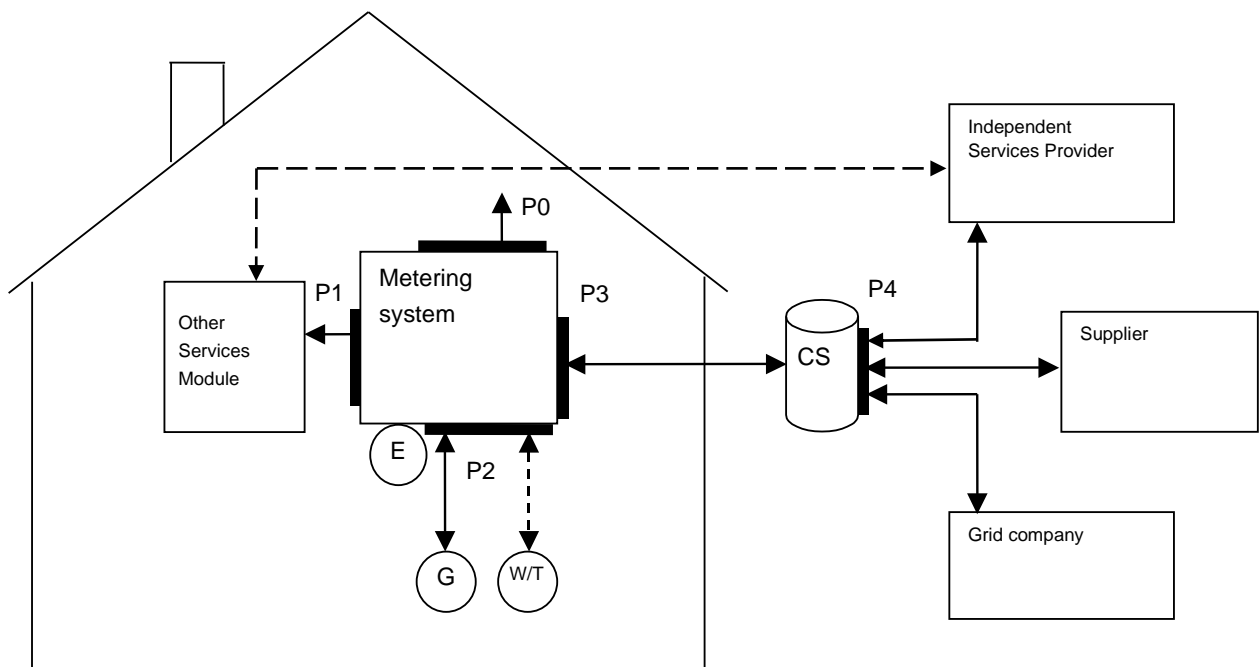 Independent
Services Provider
P0
Metering
system
P1
P3
P4
Other
Services
Module
CS
Supplier
E
P2
G
W/T
Grid company